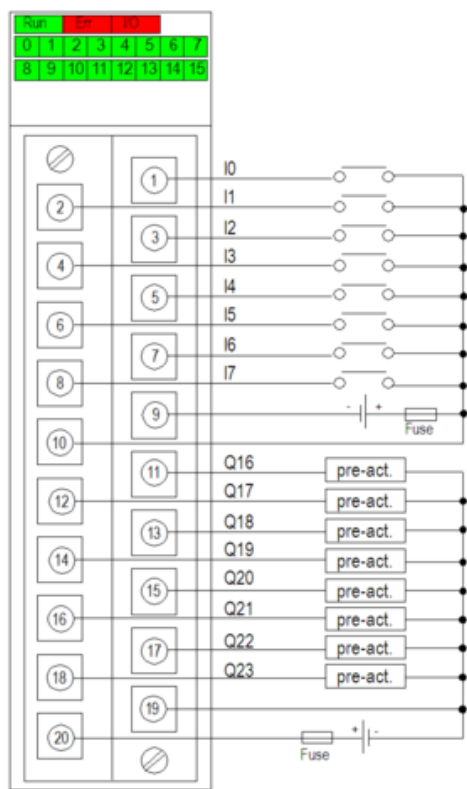 Run Err I/O
0 1 2 3 4 5 6 7
8 9 10 11 12 13 14 15
1 I0
2 I1
3 I2
4 I3
5 I4
6 I5
7 I6
8 I7
9 - +
Fuse
10
11 Q16 pre-act.
12 Q17 pre-act.
13 Q18 pre-act.
14 Q19 pre-act.
15 Q20 pre-act.
16 Q21 pre-act.
17 Q22 pre-act.
18 Q23 pre-act.
19
20 + -
Fuse